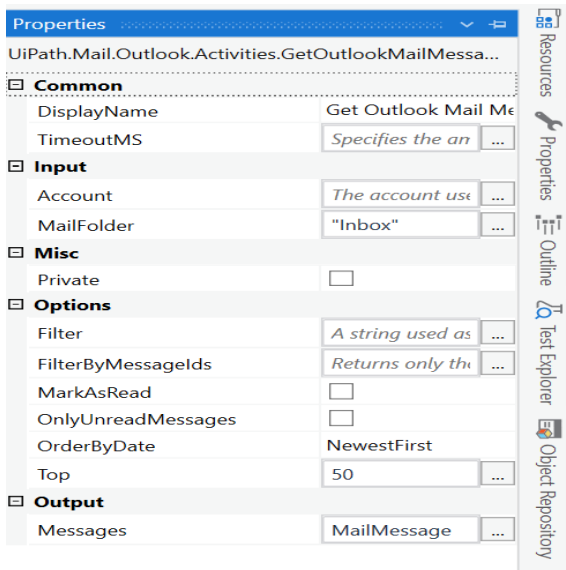 Properties
UiPath.Mail.Outlook.Activities.GetOutlookMailMessa...
Common
DisplayName Get Outlook Mail Me
TimeoutMS Specifies the am ...
Input
Account The account use ...
MailFolder "Inbox" ...
Misc
Private
Options
Filter A string used as ...
FilterByMessageIds Returns only the ...
MarkAsRead
OnlyUnreadMessages
OrderByDate NewestFirst
Top 50 ...
Output
Messages MailMessage ...
Resources
Properties
Outline
Test Explorer
Object Repository